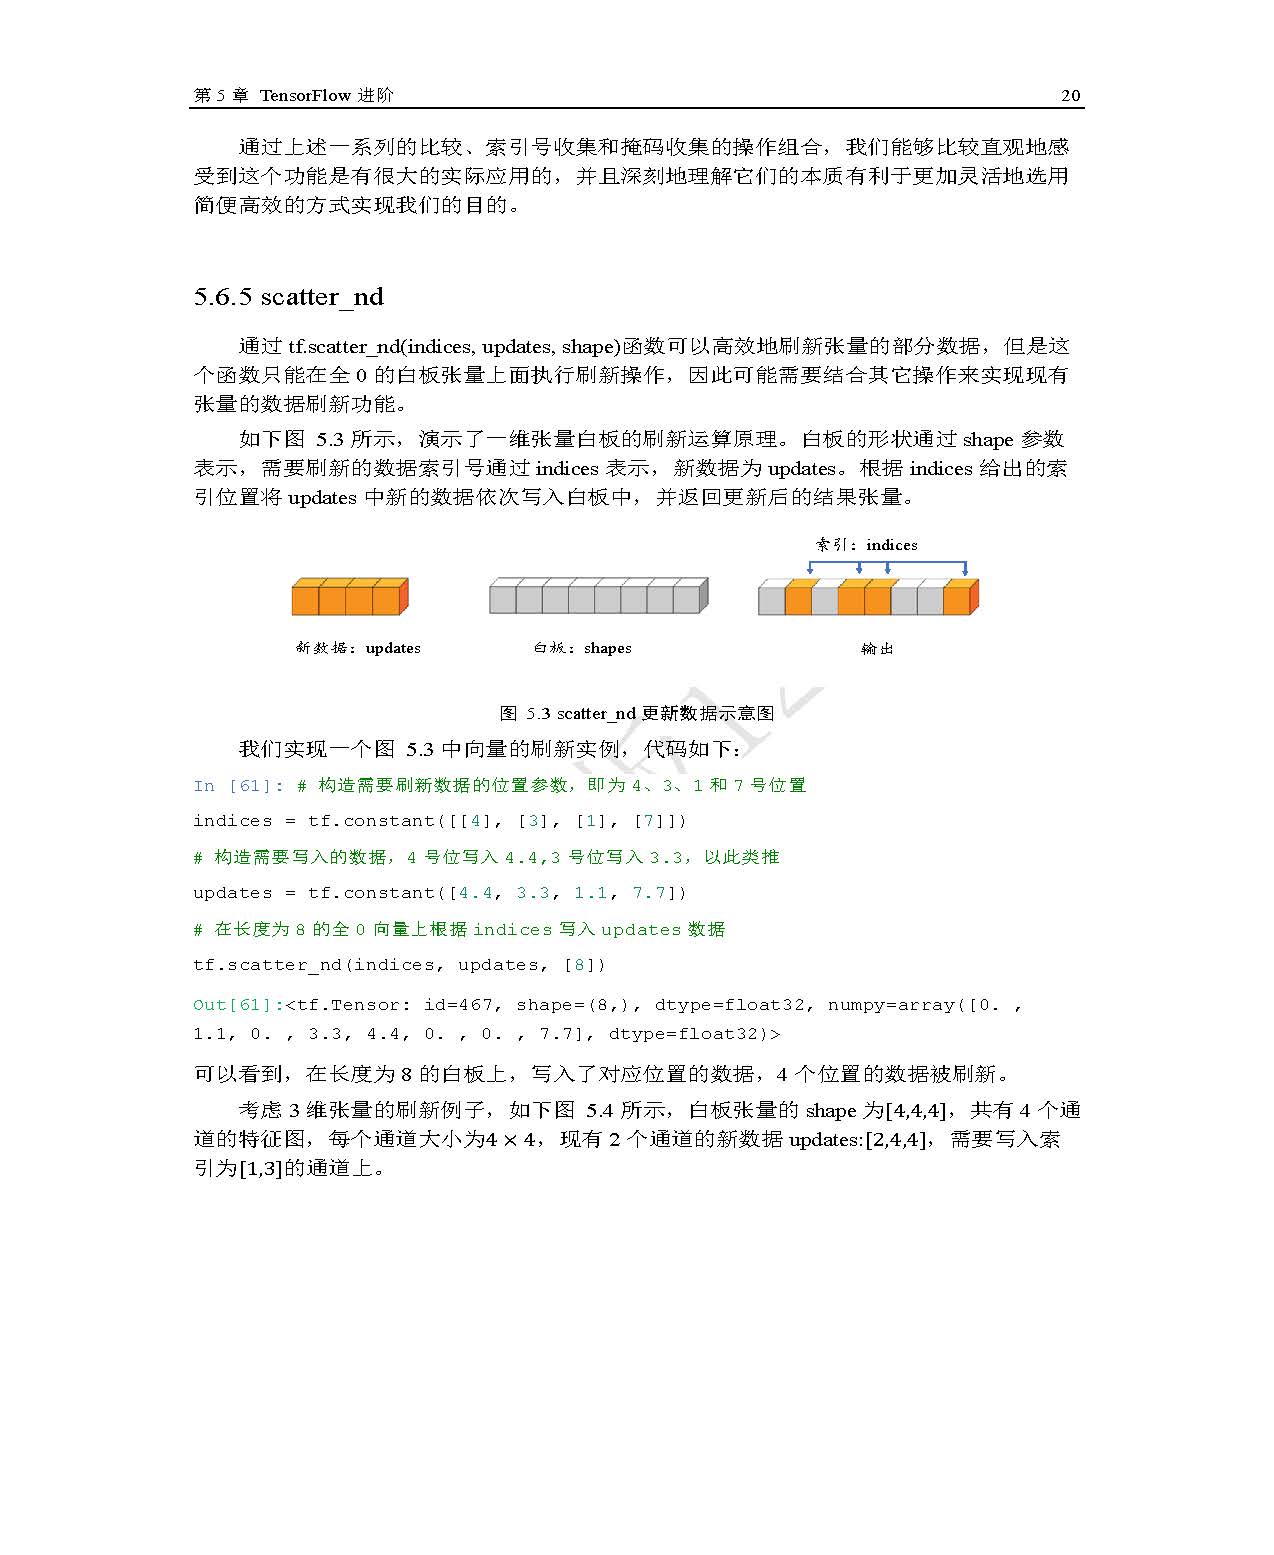 第 5 章 TensorFlow 进阶 20
通过上述一系列的比较、索引号收集和掩码收集的操作组合，我们能够比较直观地感
受到这个功能是有很大的实际应用的，并且深刻地理解它们的本质有利于更加灵活地选用
简便高效的方式实现我们的目的。
5.6.5 scatter_nd
通过 tf.scatter_nd(indices, updates, shape)函数可以高效地刷新张量的部分数据，但是这
个函数只能在全 0 的白板张量上面执行刷新操作，因此可能需要结合其它操作来实现现有
张量的数据刷新功能。
如下图 5.3 所示，演示了一维张量白板的刷新运算原理。白板的形状通过 shape 参数
表示，需要刷新的数据索引号通过 indices 表示，新数据为 updates。根据 indices 给出的索
引位置将 updates 中新的数据依次写入白板中，并返回更新后的结果张量。
索引：indices
新数据：updates 白板：shapes 输出
图 5.3 scatter_nd 更新数据示意图
我们实现一个图 5.3 中向量的刷新实例，代码如下：
In [61]: # 构造需要刷新数据的位置参数，即为 4、3、1 和 7 号位置
indices = tf.constant([[4], [3], [1], [7]])
# 构造需要写入的数据，4 号位写入 4.4,3 号位写入 3.3，以此类推
updates = tf.constant([4.4, 3.3, 1.1, 7.7])
# 在长度为 8 的全 0 向量上根据 indices 写入 updates 数据
tf.scatter_nd(indices, updates, [8])
Out[61]:<tf.Tensor: id=467, shape=(8,), dtype=float32, numpy=array([0. ,
1.1, 0. , 3.3, 4.4, 0. , 0. , 7.7], dtype=float32)>
可以看到，在长度为 8 的白板上，写入了对应位置的数据，4 个位置的数据被刷新。
考虑 3 维张量的刷新例子，如下图 5.4 所示，白板张量的 shape 为[4,4,4]，共有 4 个通
道的特征图，每个通道大小为4 × 4，现有 2 个通道的新数据 updates:[2,4,4]，需要写入索
引为[1,3]的通道上。